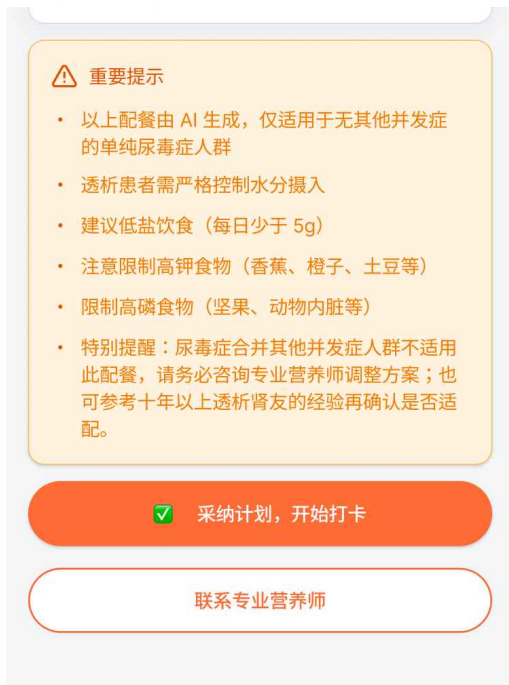 重要提示
• 以上配餐由 AI 生成，仅适用于无其他并发症
的单纯尿毒症人群
• 透析患者需严格控制水分摄入
• 建议低盐饮食（每日少于 5g）
• 注意限制高钾食物（香蕉、橙子、土豆等）
• 限制高磷食物（坚果、动物内脏等）
• 特别提醒：尿毒症合并其他并发症人群不适用
此配餐，请务必咨询专业营养师调整方案；也
可参考十年以上透析肾友的经验再确认是否适
配。
✅ 采纳计划，开始打卡
联系专业营养师